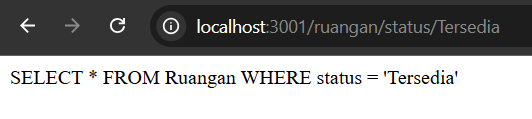 localhost:3001/ruangan/status/Tersedia
SELECT * FROM Ruangan WHERE status = 'Tersedia'